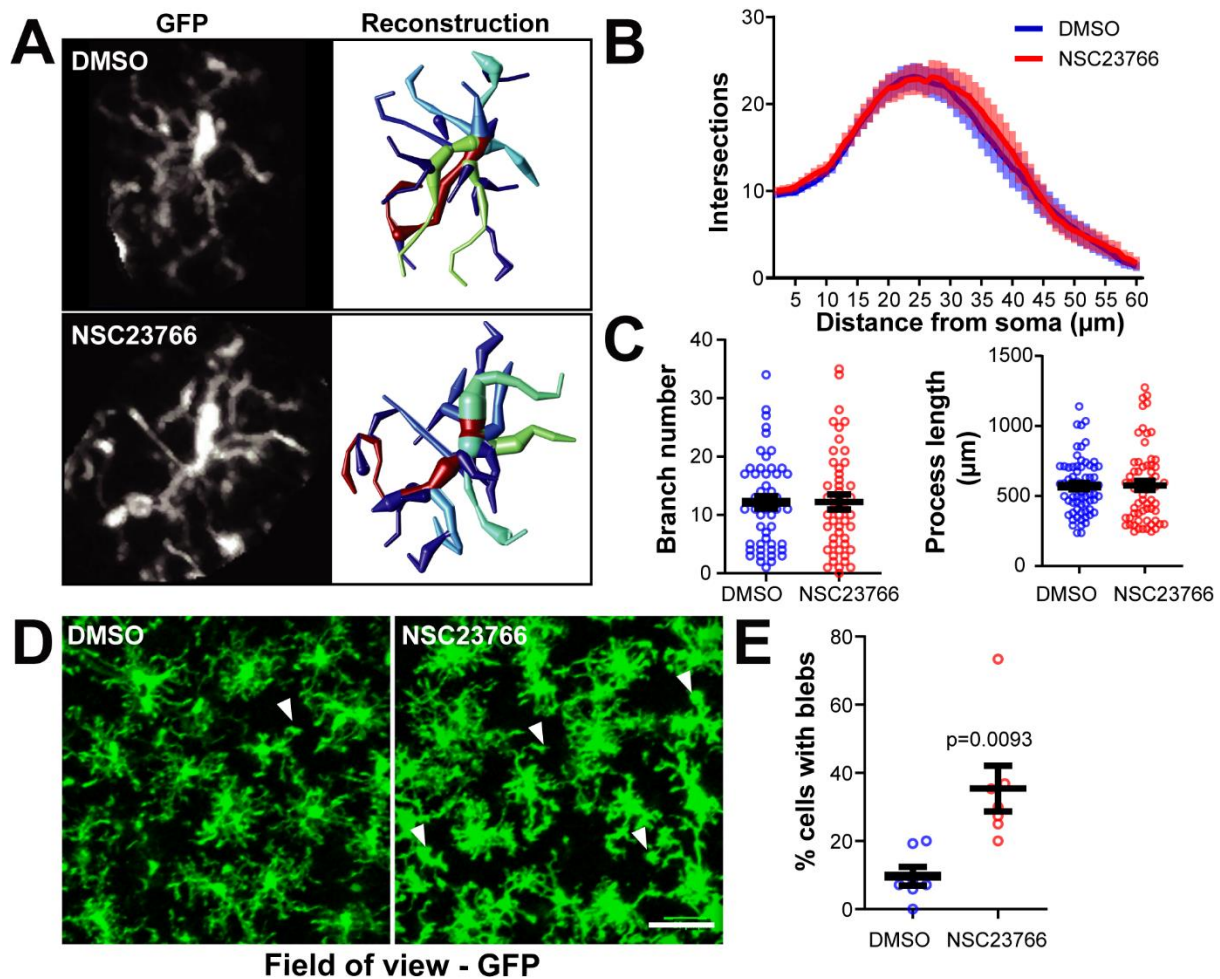 A
GFP
Reconstruction
DMSO
NSC23766
B
DMSO
NSC23766
Intersections
30
20
10
0
5 10 15 20 25 30 35 40 45 50 55 60
Distance from soma (µm)
C
Branch number
40
30
20
10
0
DMSO NSC23766
Process length
(µm)
1500
1000
500
0
DMSO NSC23766
D
DMSO
NSC23766
Field of view - GFP
E
% cells with blebs
80
60
40
20
0
p=0.0093
DMSO NSC23766